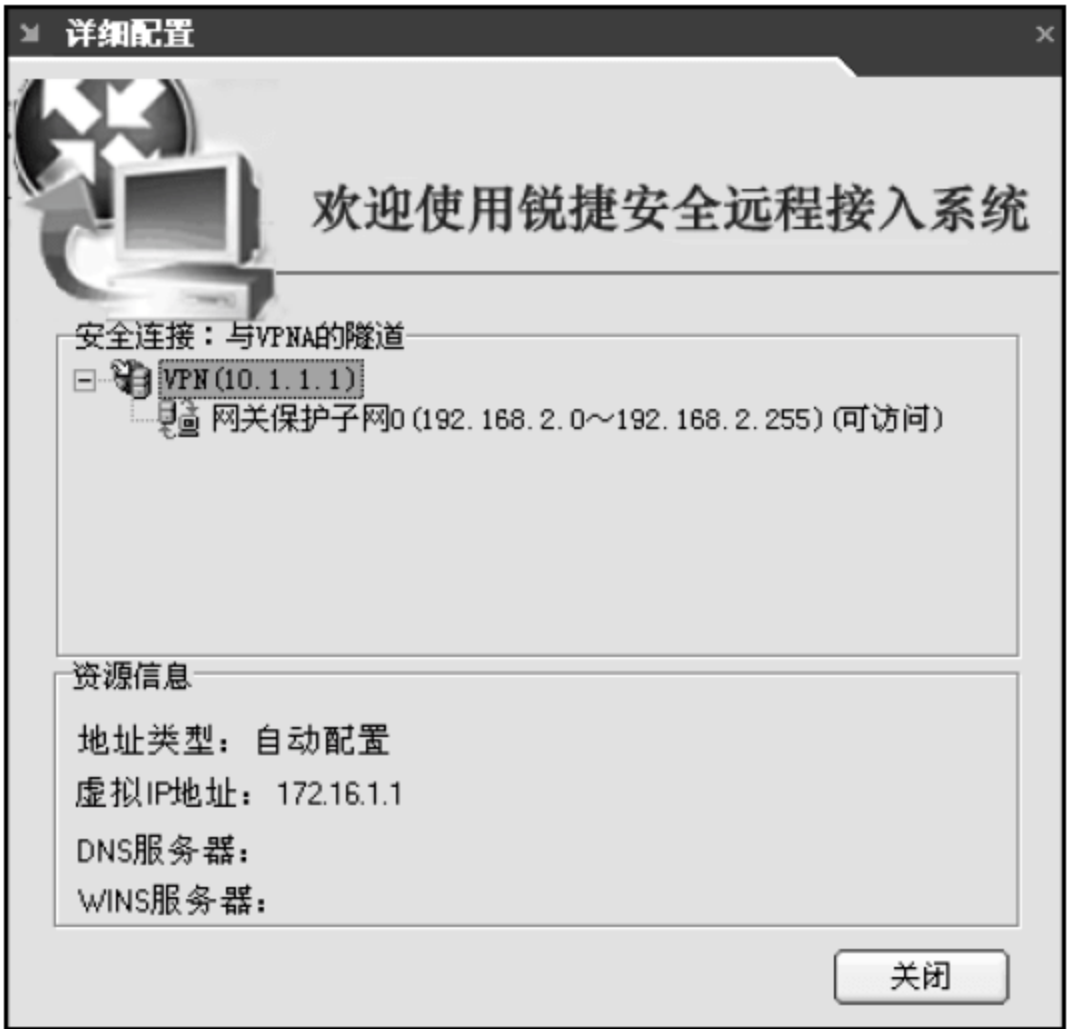 详细配置
欢迎使用锐捷安全远程接入系统
安全连接：与VPNA的隧道
VPN(10.1.1.1)
网关保护子网0(192.168.2.0～192.168.2.255)(可访问)
资源信息
地址类型：自动配置
虚拟IP地址：172.16.1.1
DNS服务器：
WINS服务器：
关闭